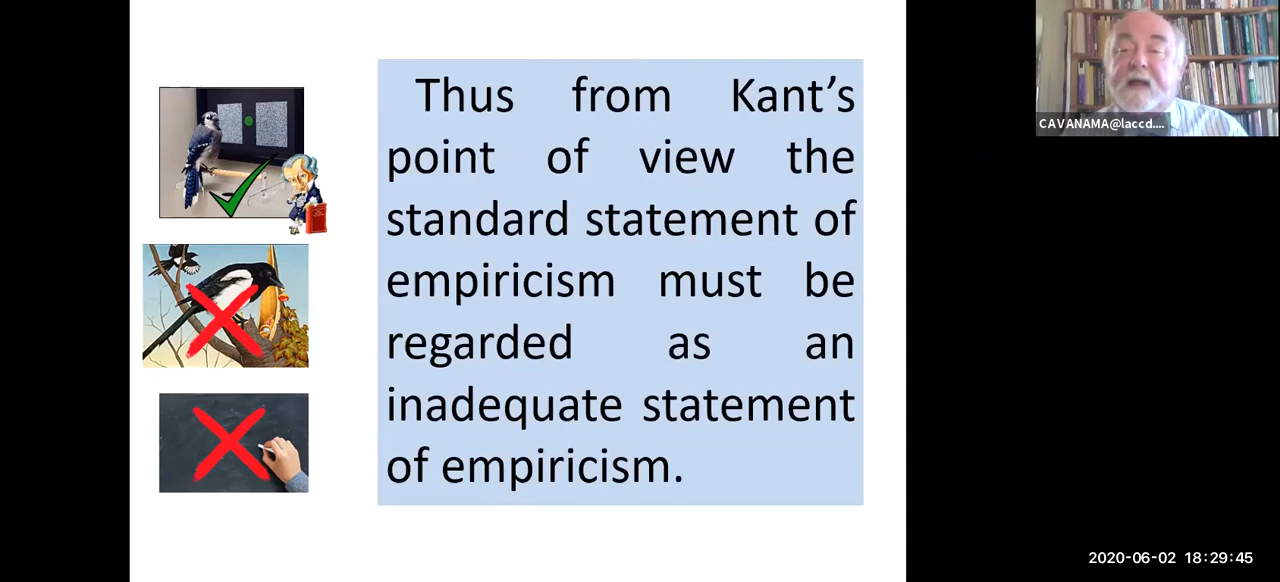 Thus from Kant’s
point of view the
standard statement of
empiricism must be
regarded as an
inadequate statement
of empiricism.
CAVANAMA@laccd....
2020-06-02 18:29:45